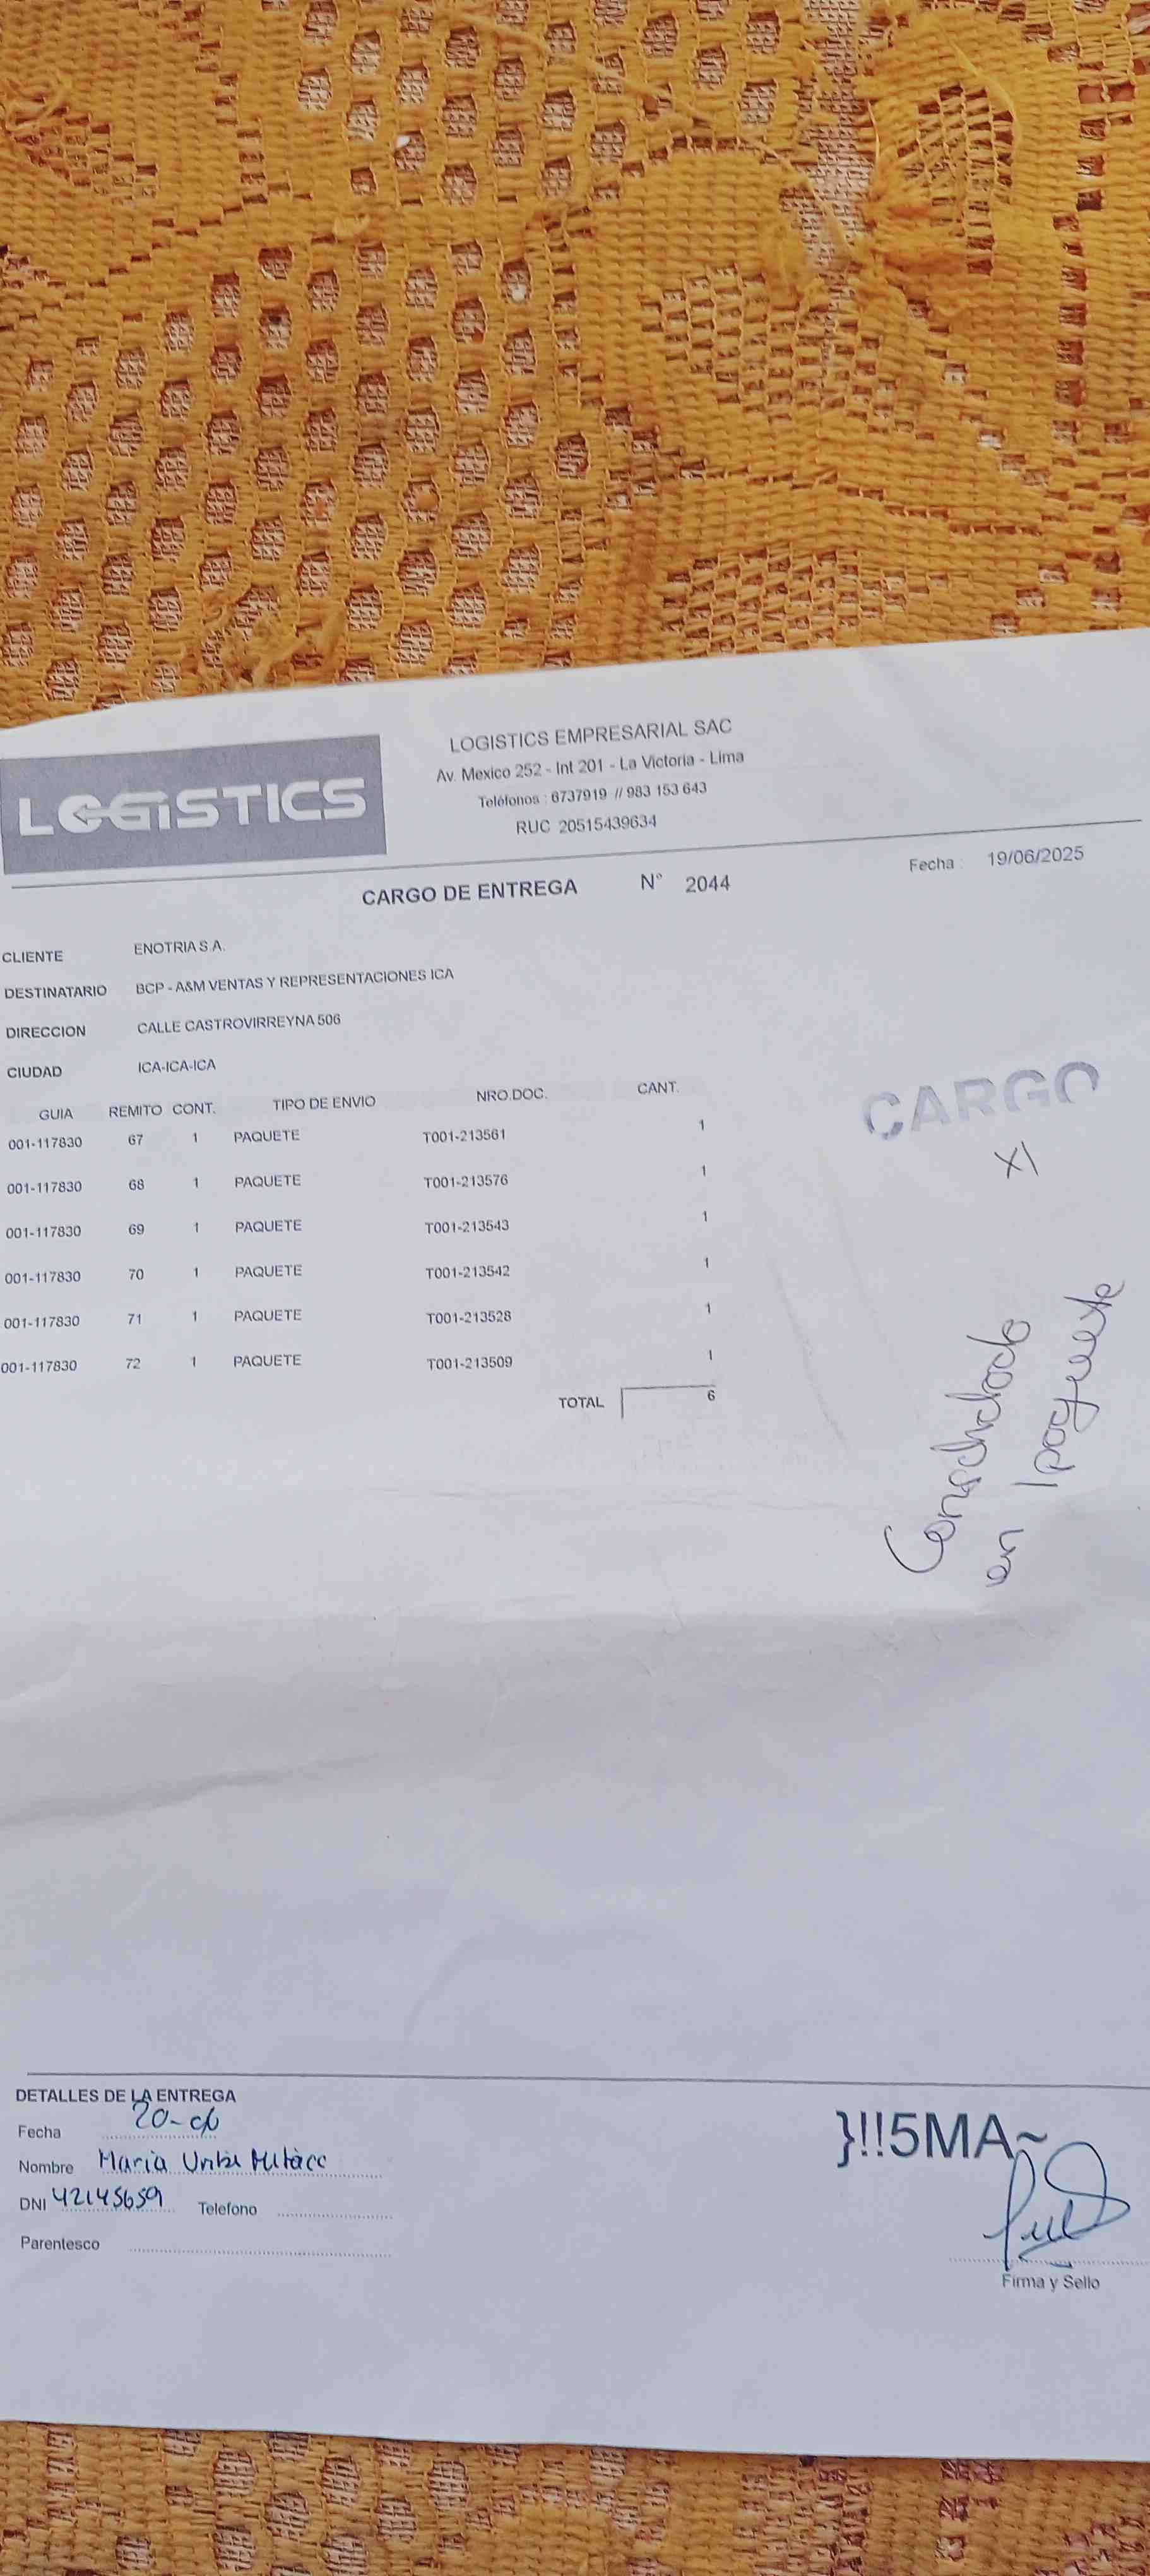 LOGISTICS
LOGISTICS EMPRESARIAL SAC
Av. Mexico 252 - Int 201 - La Victoria - Lima
Teléfonos : 6737919 // 983 153 643
RUC 20515439634
Fecha : 19/06/2025
CARGO DE ENTREGA N° 2044
CLIENTE ENOTRIA S.A.
DESTINATARIO BCP - A&M VENTAS Y REPRESENTACIONES ICA
DIRECCION CALLE CASTROVIRREYNA 506
CIUDAD ICA-ICA-ICA
GUIA REMITO CONT. TIPO DE ENVIO NRO.DOC. CANT.
001-117830 67 1 PAQUETE T001-213561 1
001-117830 68 1 PAQUETE T001-213576 1
001-117830 69 1 PAQUETE T001-213543 1
001-117830 70 1 PAQUETE T001-213542 1
001-117830 71 1 PAQUETE T001-213528 1
001-117830 72 1 PAQUETE T001-213509 1
TOTAL 6
CARGO
en 1 paquete
DETALLES DE LA ENTREGA
Fecha 20-06
Nombre Maria Uribe
DNI 42145659 Telefono
Parentesco
}!!5MA~
Firma y Sello